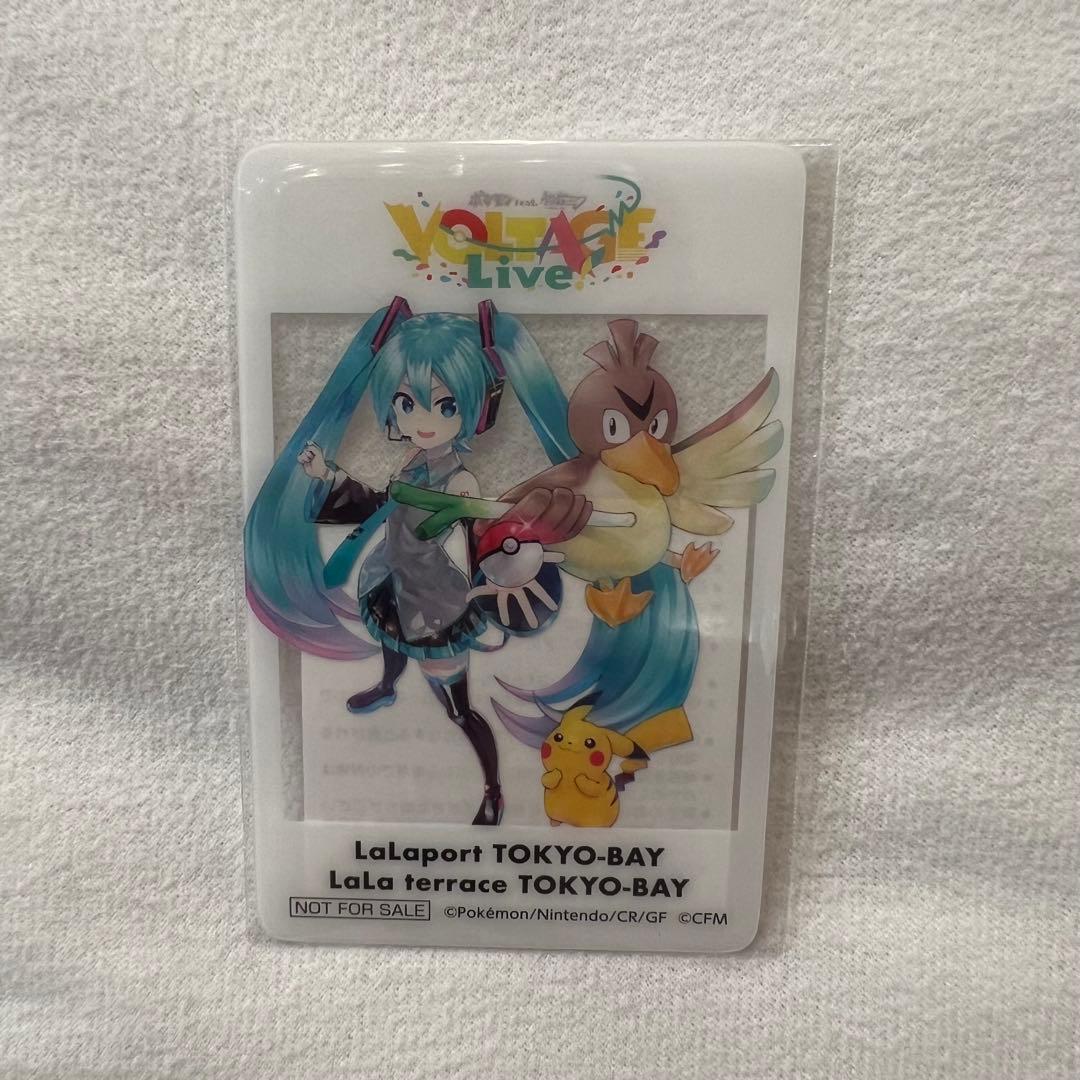 ポケモン feat. 初音ミク
VOLTAGE
Live!
LaLaport TOKYO-BAY
LaLa terrace TOKYO-BAY
NOT FOR SALE ©Pokémon/Nintendo/CR/GF ©CFM